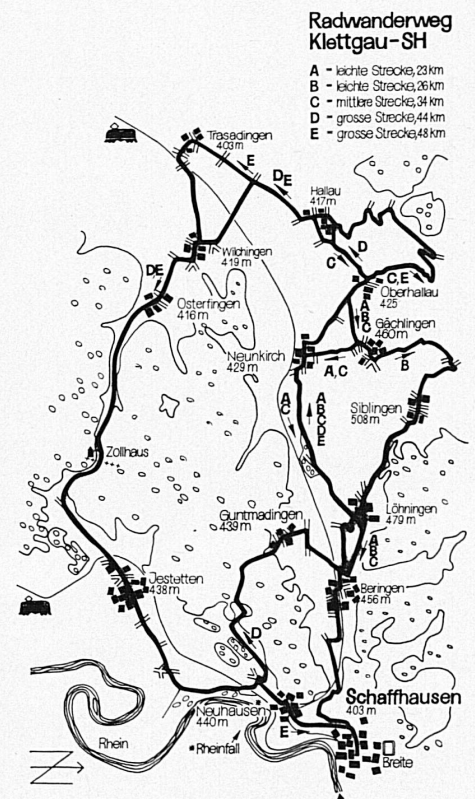 Radwanderweg
Klettgau-SH
A - leichte Strecke, 23 km
B - leichte Strecke, 26 km
C - mittlere Strecke, 34 km
D - grosse Strecke, 44 km
E - grosse Strecke, 48 km
Trasadingen
403 m
E
DE
Hallau
417 m
D
C
C,E
Wilchingen
419 m
DE
Oberhallau
425
Osterfingen
416 m
A
B
C
Gächlingen
460 m
Neunkirch
429 m
A,C
B
AC
A
B
C
D
E
Siblingen
508 m
Zollhaus
Guntmadingen
439 m
Löhningen
479 m
A
B
C
Jestetten
438 m
Beringen
456 m
D
Schaffhausen
403 m
Neuhausen
440 m
E
Rhein
Rheinfall
Breite
N